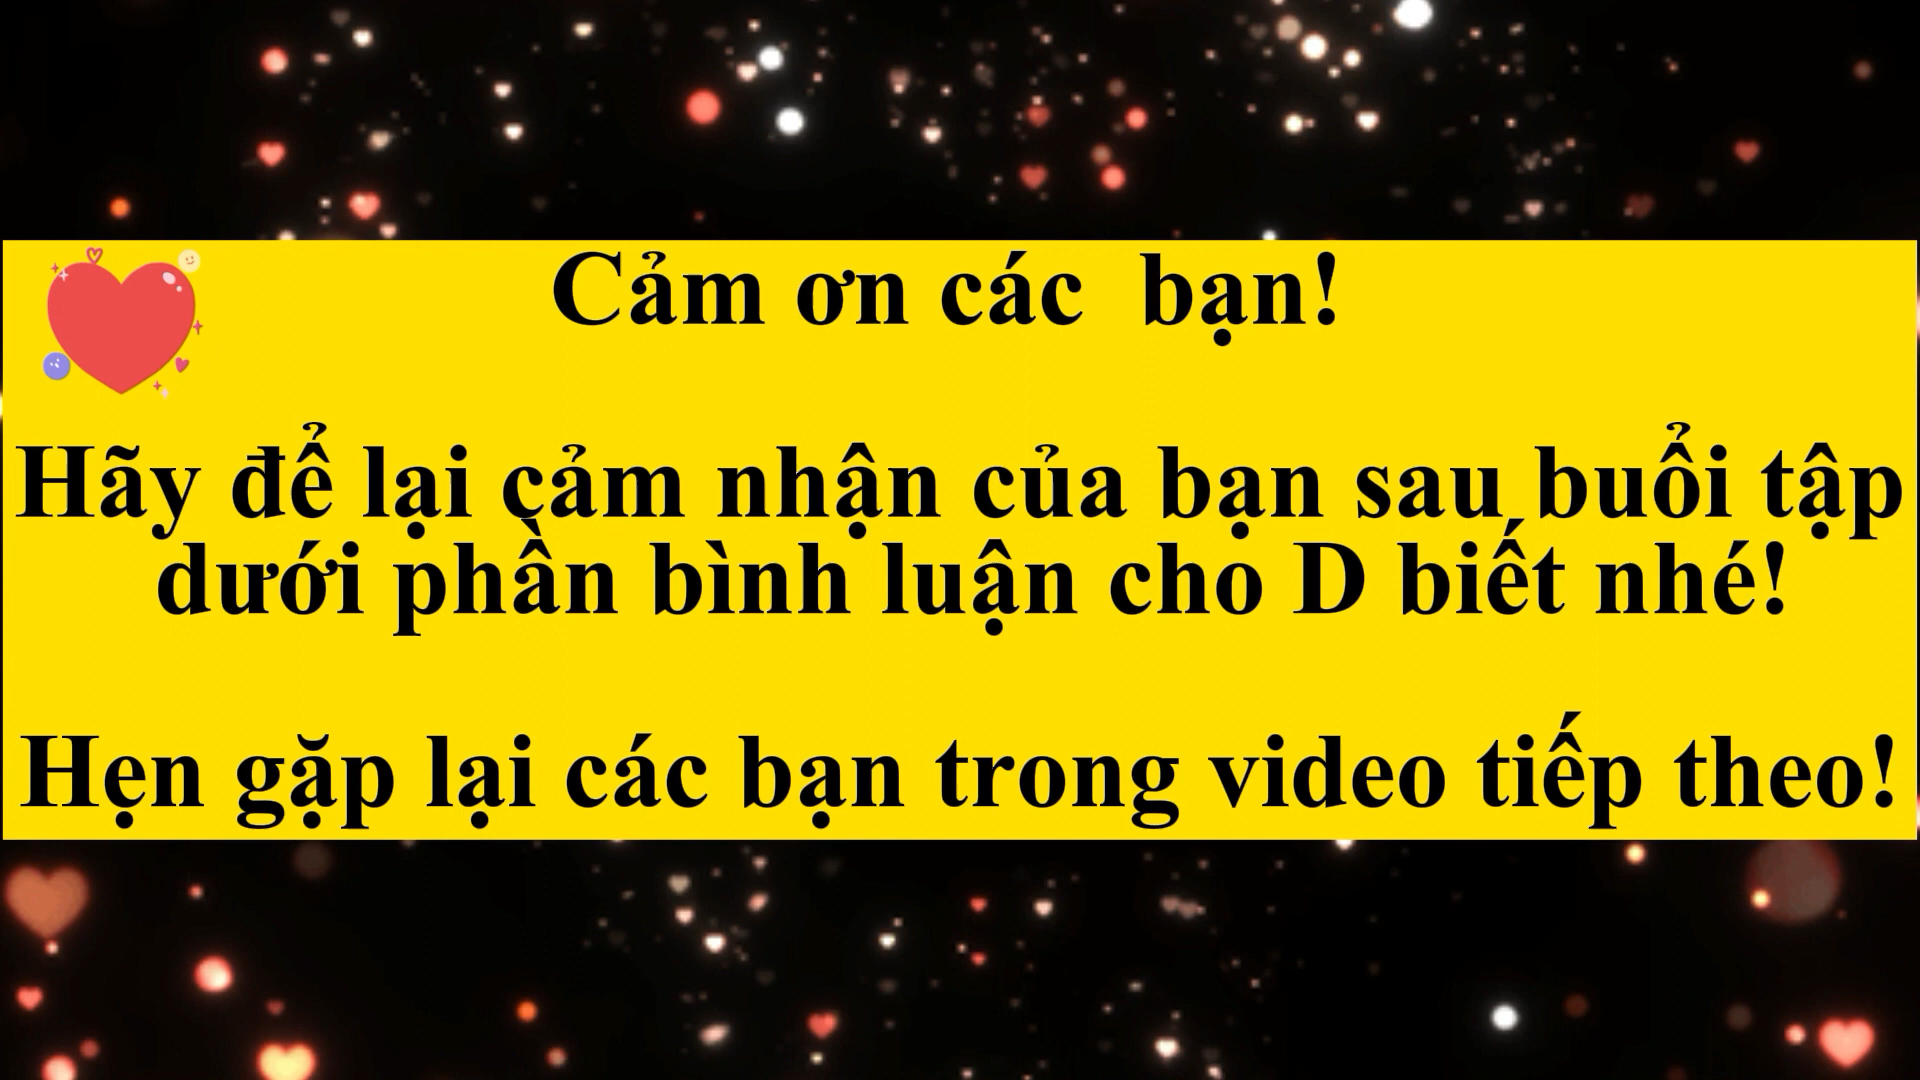 Cảm ơn các bạn!
Hãy để lại cảm nhận của bạn sau buổi tập
dưới phần bình luận cho D biết nhé!
Hẹn gặp lại các bạn trong video tiếp theo!